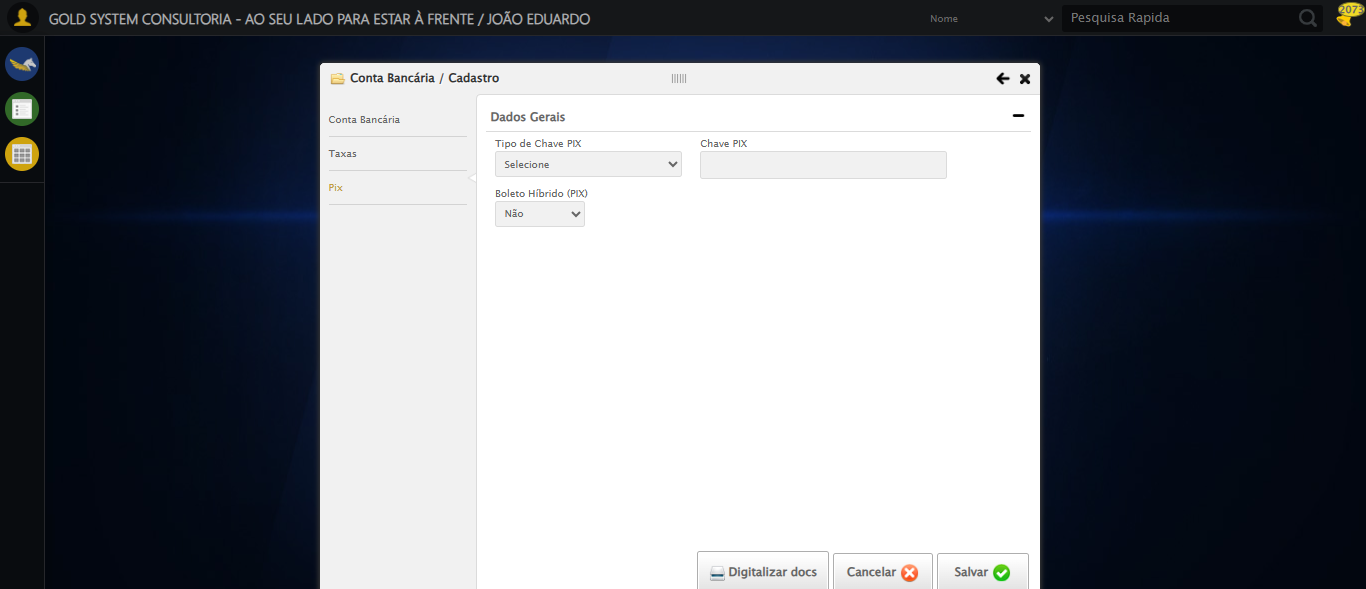 GOLD SYSTEM CONSULTORIA - AO SEU LADO PARA ESTAR À FRENTE / JOÃO EDUARDO
Nome
Pesquisa Rapida
2073
Conta Bancária / Cadastro
Conta Bancária
Taxas
Pix
Dados Gerais
Tipo de Chave PIX
Chave PIX
Selecione
Boleto Híbrido (PIX)
Não
Digitalizar docs
Cancelar
Salvar